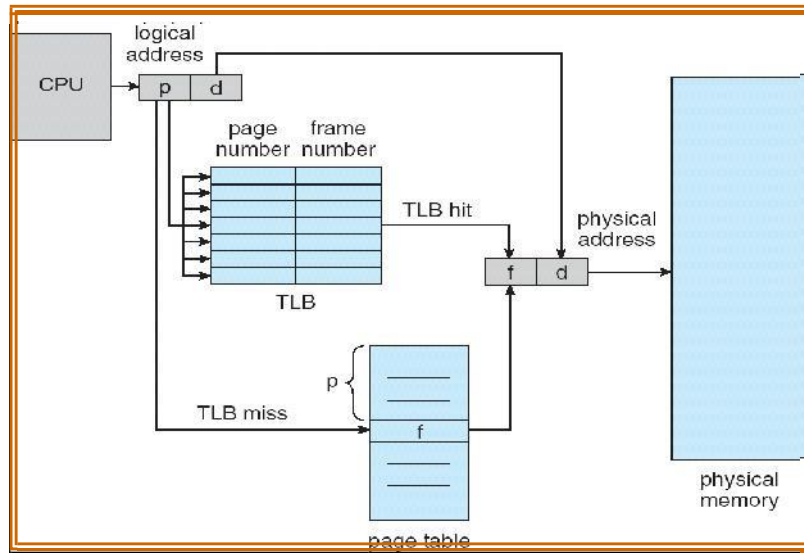 logical
address
CPU
p d
page number frame number
TLB hit
physical
address
f d
TLB
p
TLB miss
f
physical
memory
page table